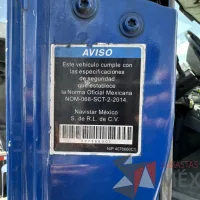 AVISO
Este vehículo cumple con
las especificaciones
de seguridad
que establece
la Norma Oficial Mexicana
NOM-068-SCT-2-2014.
Navistar México
S. de R.L. de C.V.